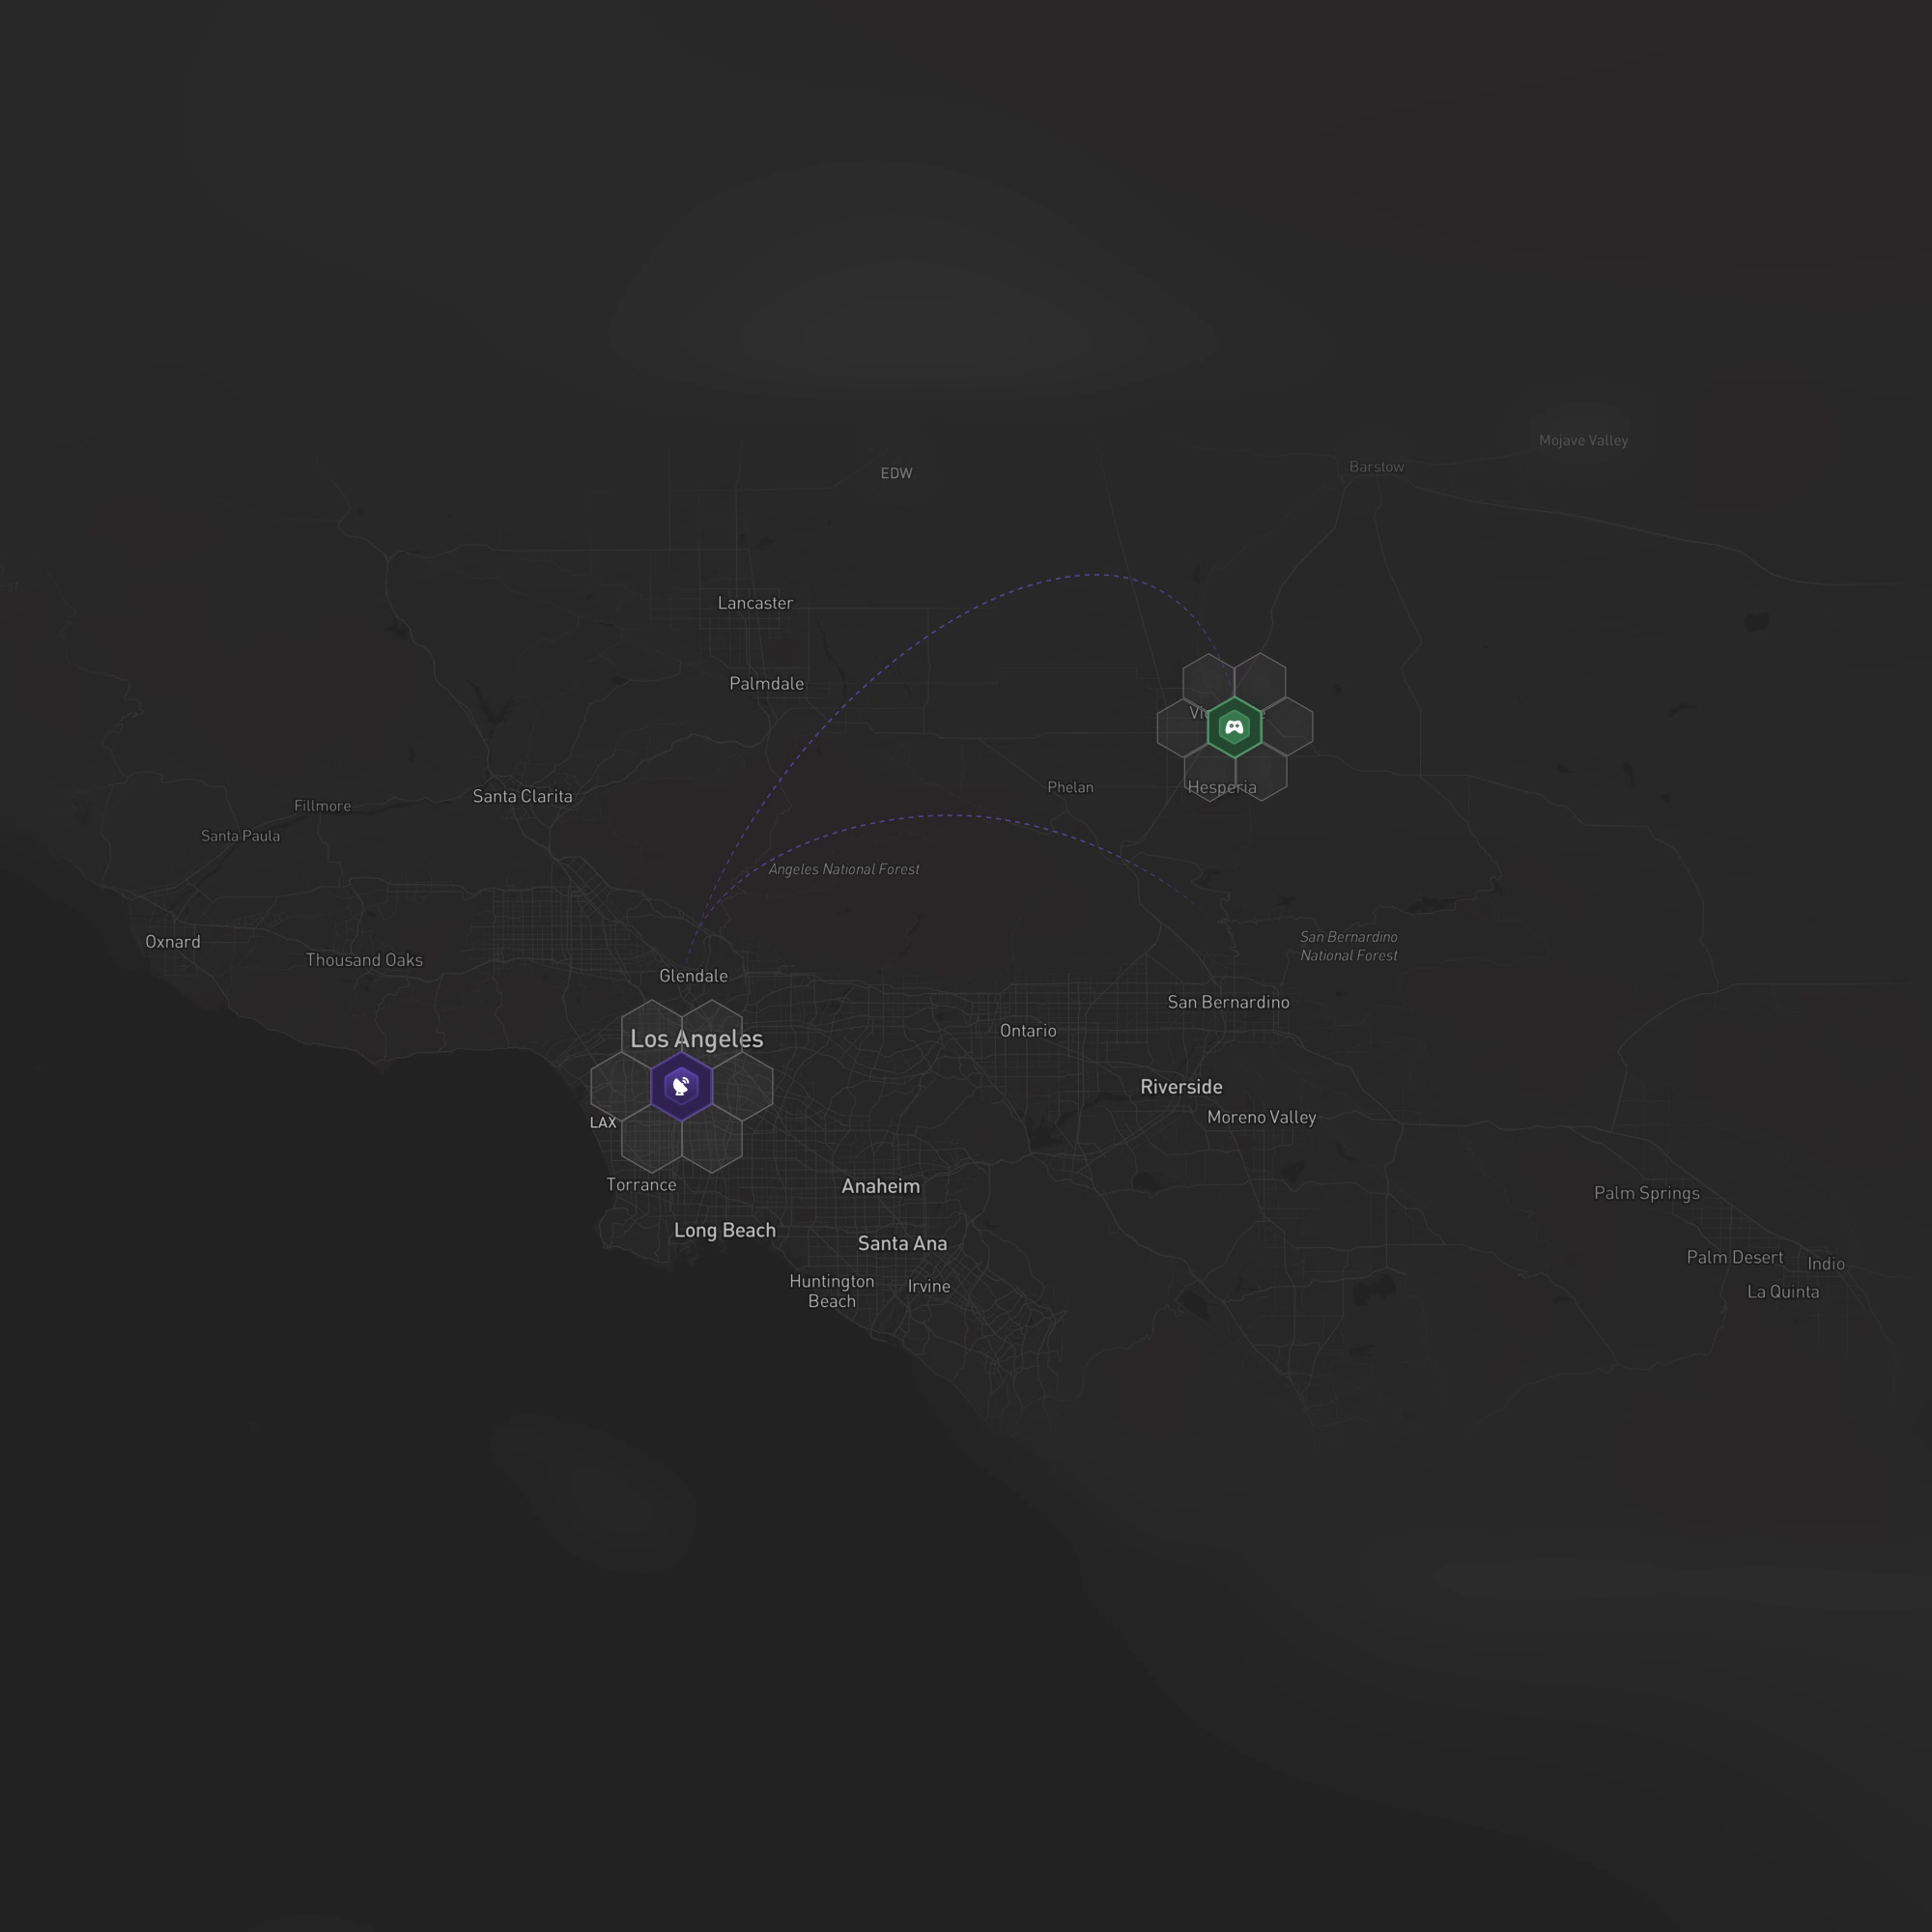 Mojave Valley
Barstow
EDW
Lancaster
Palmdale
Hesperia
Phelan
Santa Clarita
Fillmore
Santa Paula
Angeles National Forest
Oxnard
Thousand Oaks
San Bernardino
National Forest
Glendale
San Bernardino
Ontario
Los Angeles
Riverside
LAX
Moreno Valley
Torrance
Anaheim
Palm Springs
Long Beach
Santa Ana
Palm Desert
Indio
Huntington
Beach
Irvine
La Quinta